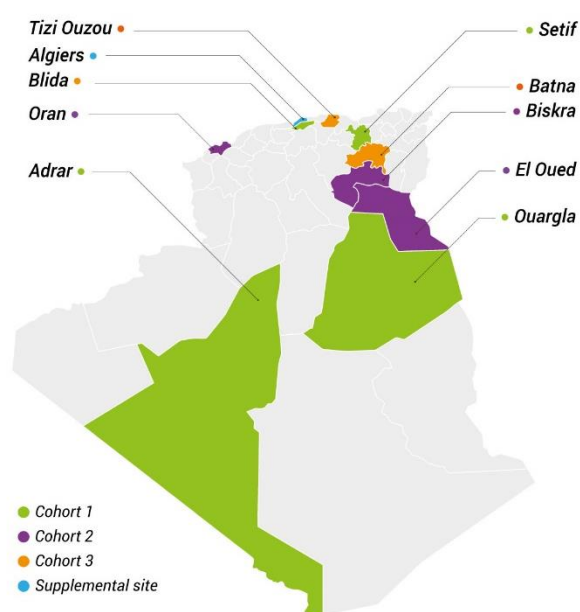 Tizi Ouzou
Algiers
Blida
Oran
Adrar
Setif
Batna
Biskra
El Oued
Ouargla
Cohort 1
Cohort 2
Cohort 3
Supplemental site